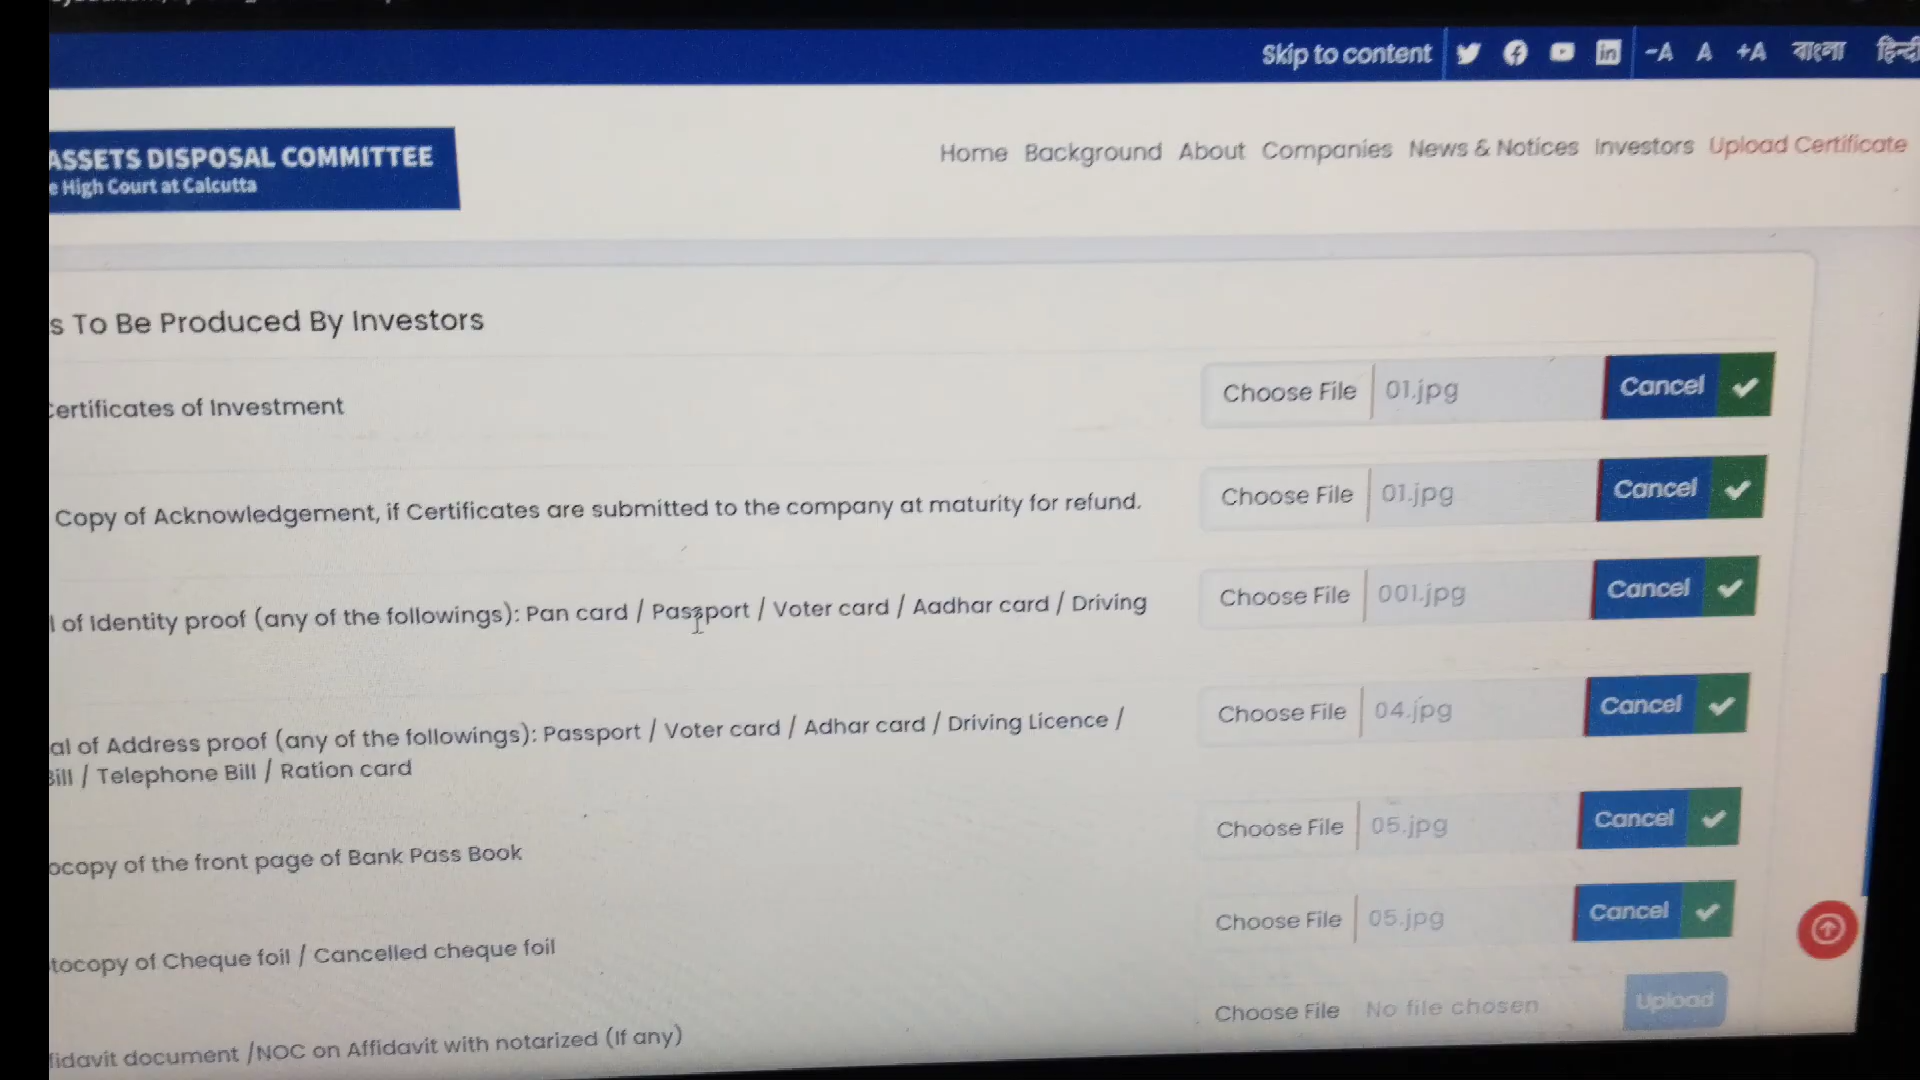 Skip to content -A A +A বাংলা हिन्दी
ASSETS DISPOSAL COMMITTEE
High Court at Calcutta
Home Background About Companies News & Notices Investors Upload Certificate
s To Be Produced By Investors
ertificates of Investment
Choose File 01.jpg Cancel
Copy of Acknowledgement, if Certificates are submitted to the company at maturity for refund.
Choose File 01.jpg Cancel
of Identity proof (any of the followings): Pan card / Passport / Voter card / Aadhar card / Driving
Choose File 001.jpg Cancel
al of Address proof (any of the followings): Passport / Voter card / Adhar card / Driving Licence /
Bill / Telephone Bill / Ration card
Choose File 04.jpg Cancel
ocopy of the front page of Bank Pass Book
Choose File 05.jpg Cancel
tocopy of Cheque foil / Cancelled cheque foil
Choose File 05.jpg Cancel
fidavit document /NOC on Affidavit with notarized (If any)
Choose File No file chosen Upload